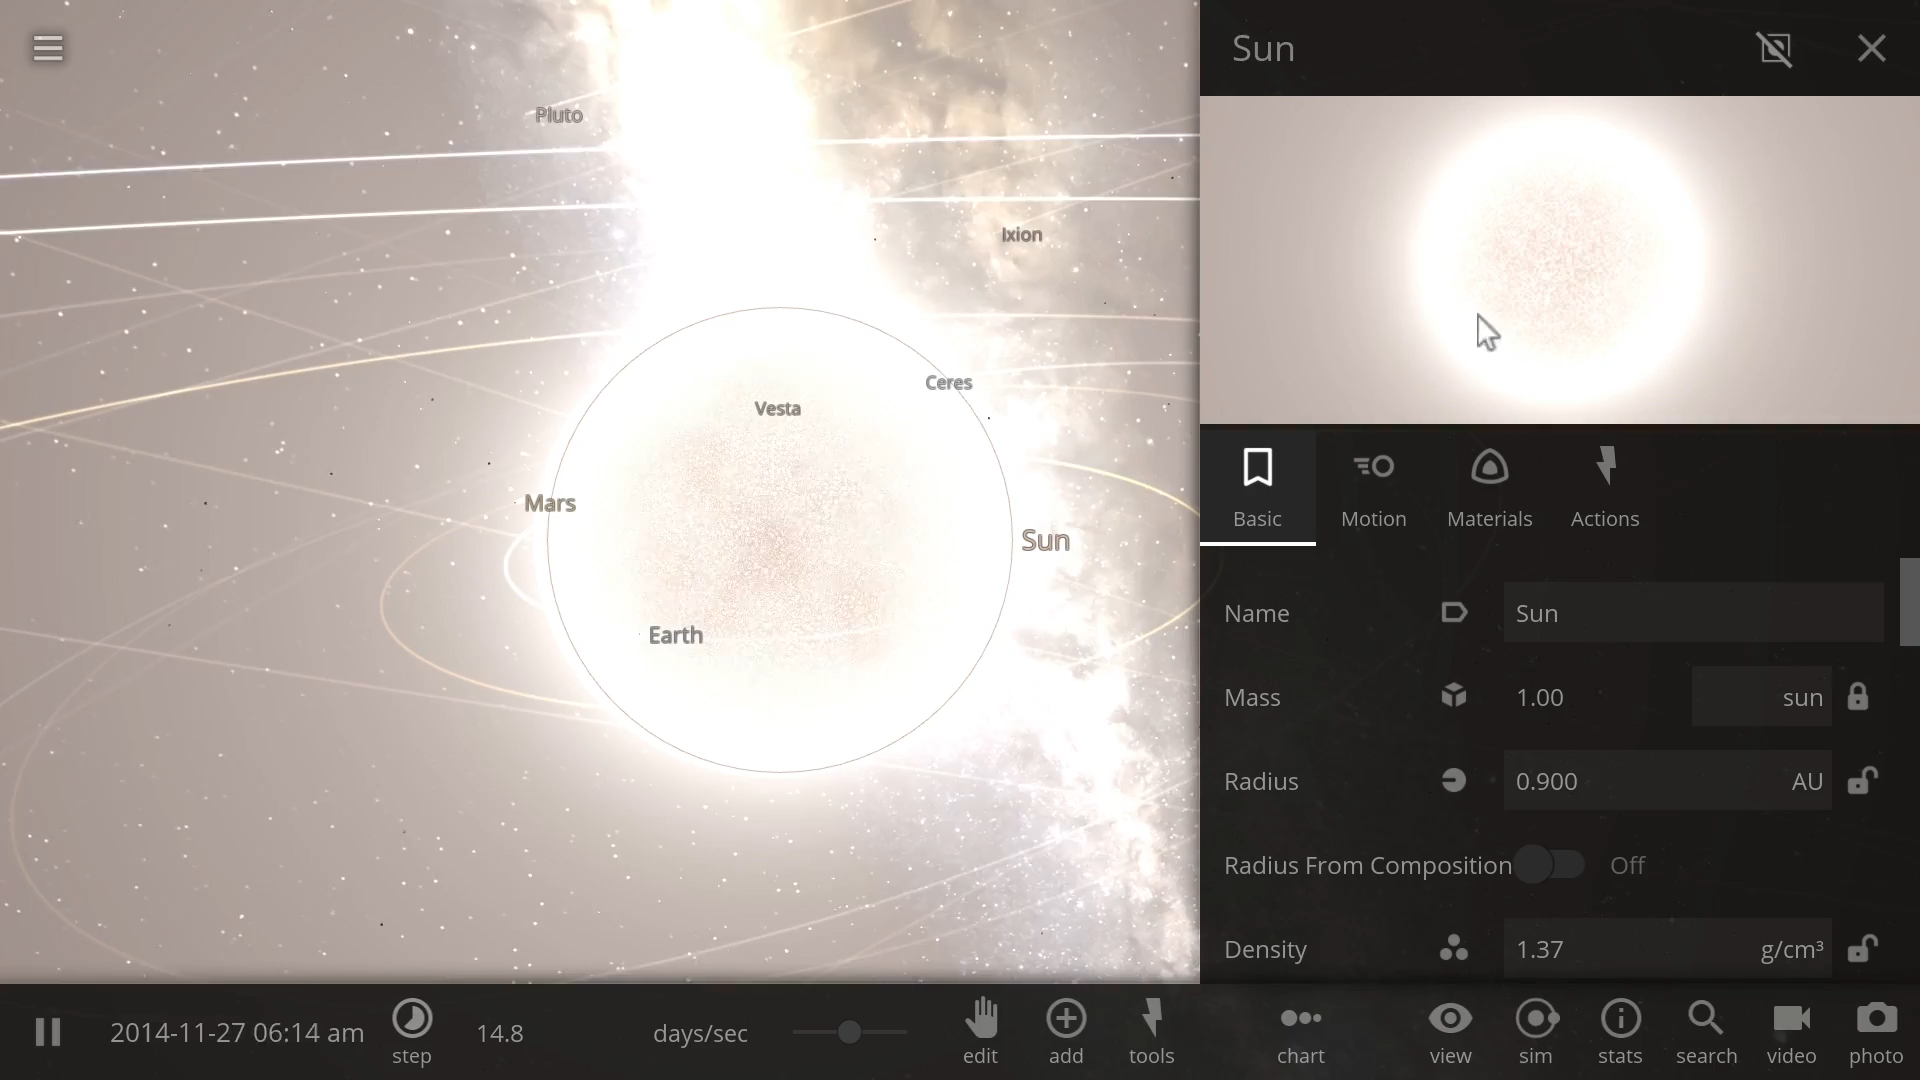 Sun
Pluto
Ixion
Ceres
Vesta
Mars
Sun
Earth
Basic
Motion
Materials
Actions
Name
Sun
Mass
1.00 sun
Radius
0.900 AU
Radius From Composition Off
Density
1.37 g/cm³
2014-11-27 06:14 am
step
14.8 days/sec
edit
add
tools
chart
view
sim
stats
search
video
photo